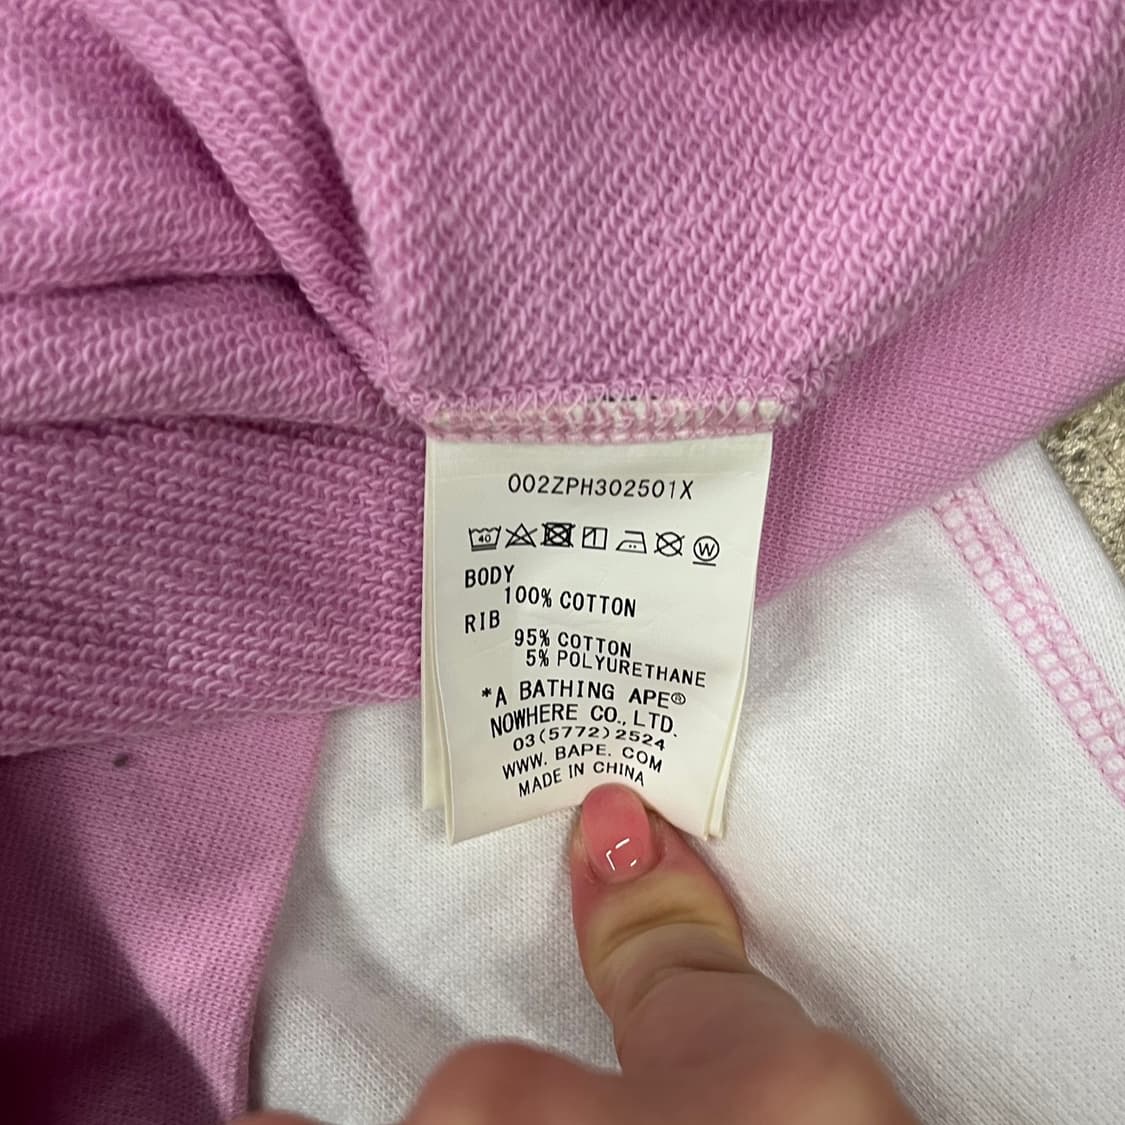 002ZPH302501X
40 W
BODY
100% COTTON
RIB
95% COTTON
5% POLYURETHANE
*A BATHING APE®
NOWHERE CO., LTD.
03(5772)2524
WWW. BAPE. COM
MADE IN CHINA